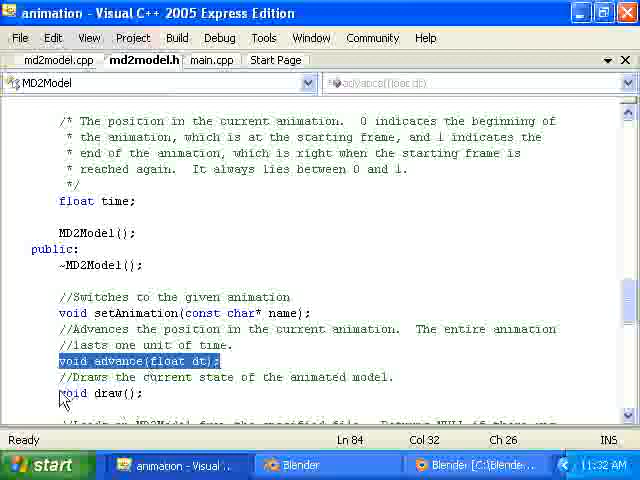 animation - Visual C++ 2005 Express Edition
File Edit View Project Build Debug Tools Window Community Help
md2model.cpp md2model.h main.cpp Start Page
MD2Model advance(float dt)
/* The position in the current animation.  0 indicates the beginning of
* the animation, which is at the starting frame, and 1 indicates the
* end of the animation, which is right when the starting frame is
* reached again.  It always lies between 0 and 1.
*/
float time;
MD2Model();
public:
~MD2Model();
//Switches to the given animation
void setAnimation(const char* name);
//Advances the position in the current animation.  The entire animation
//lasts one unit of time.
void advance(float dt);
//Draws the current state of the animated model.
void draw();
Ready Ln 84 Col 32 Ch 26 INS
start animation - Visual ... Blender Blender [C:\Blender... 11:32 AM